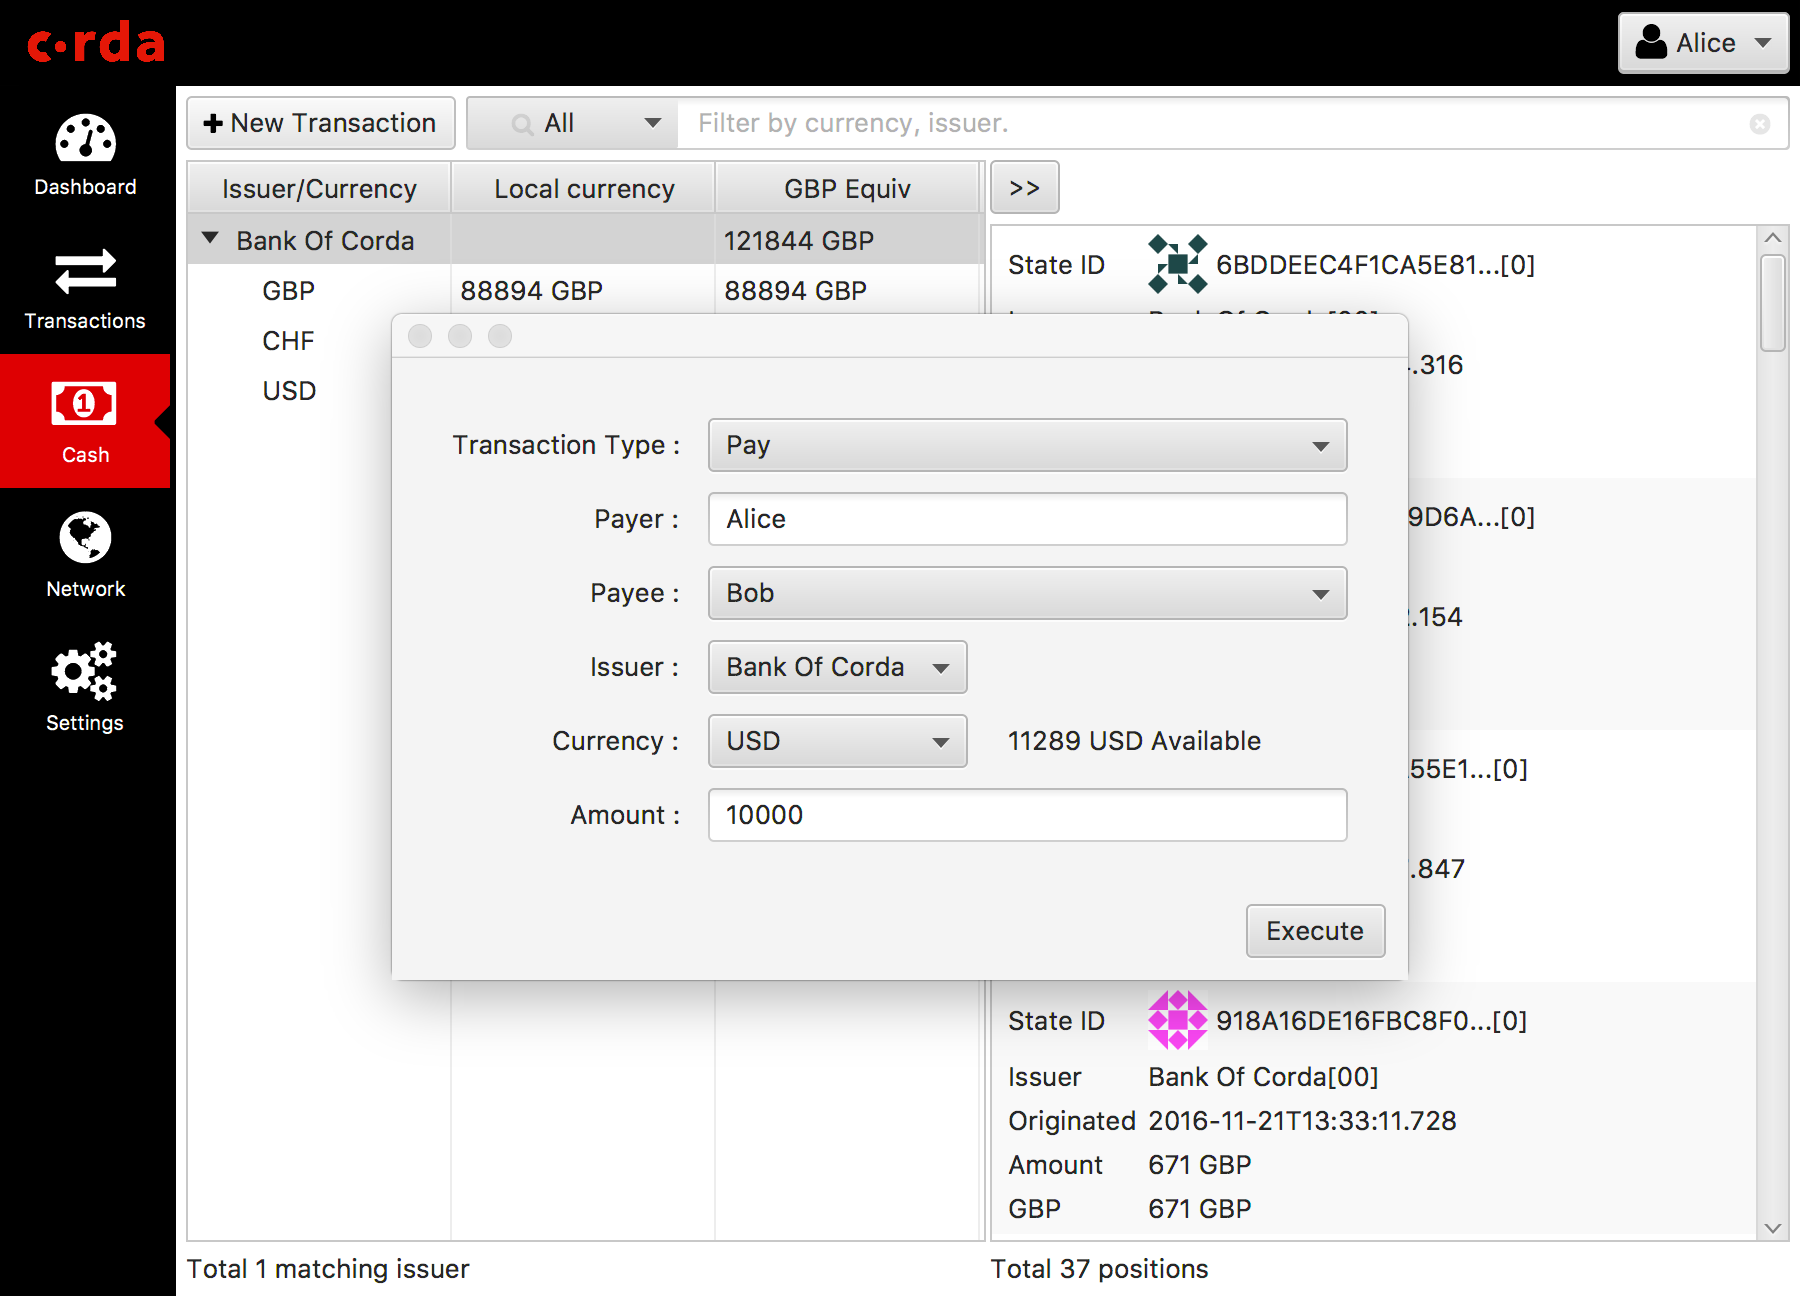 c·rda
Alice
Dashboard
Transactions
Cash
Network
Settings
New Transaction
All
Filter by currency, issuer.
Issuer/Currency Local currency GBP Equiv
Bank Of Corda 121844 GBP
GBP 88894 GBP 88894 GBP
CHF
USD
>>
State ID 6BDDEEC4F1CA5E81...[0]
.316
9D6A...[0]
.154
55E1...[0]
.847
State ID 918A16DE16FBC8F0...[0]
Issuer Bank Of Corda[00]
Originated 2016-11-21T13:33:11.728
Amount 671 GBP
GBP 671 GBP
Transaction Type : Pay
Payer : Alice
Payee : Bob
Issuer : Bank Of Corda
Currency : USD 11289 USD Available
Amount : 10000
Execute
Total 1 matching issuer
Total 37 positions